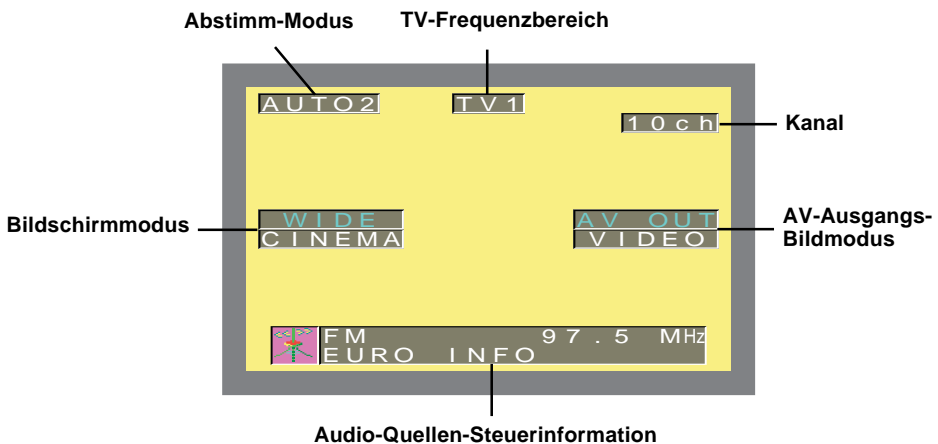 Abstimm-Modus
TV-Frequenzbereich
AUTO2
TV1
10ch
Kanal
Bildschirmmodus
WIDE
CINEMA
AV OUT
VIDEO
AV-Ausgangs-
Bildmodus
FM 97.5 MHz
EURO INFO
Audio-Quellen-Steuerinformation